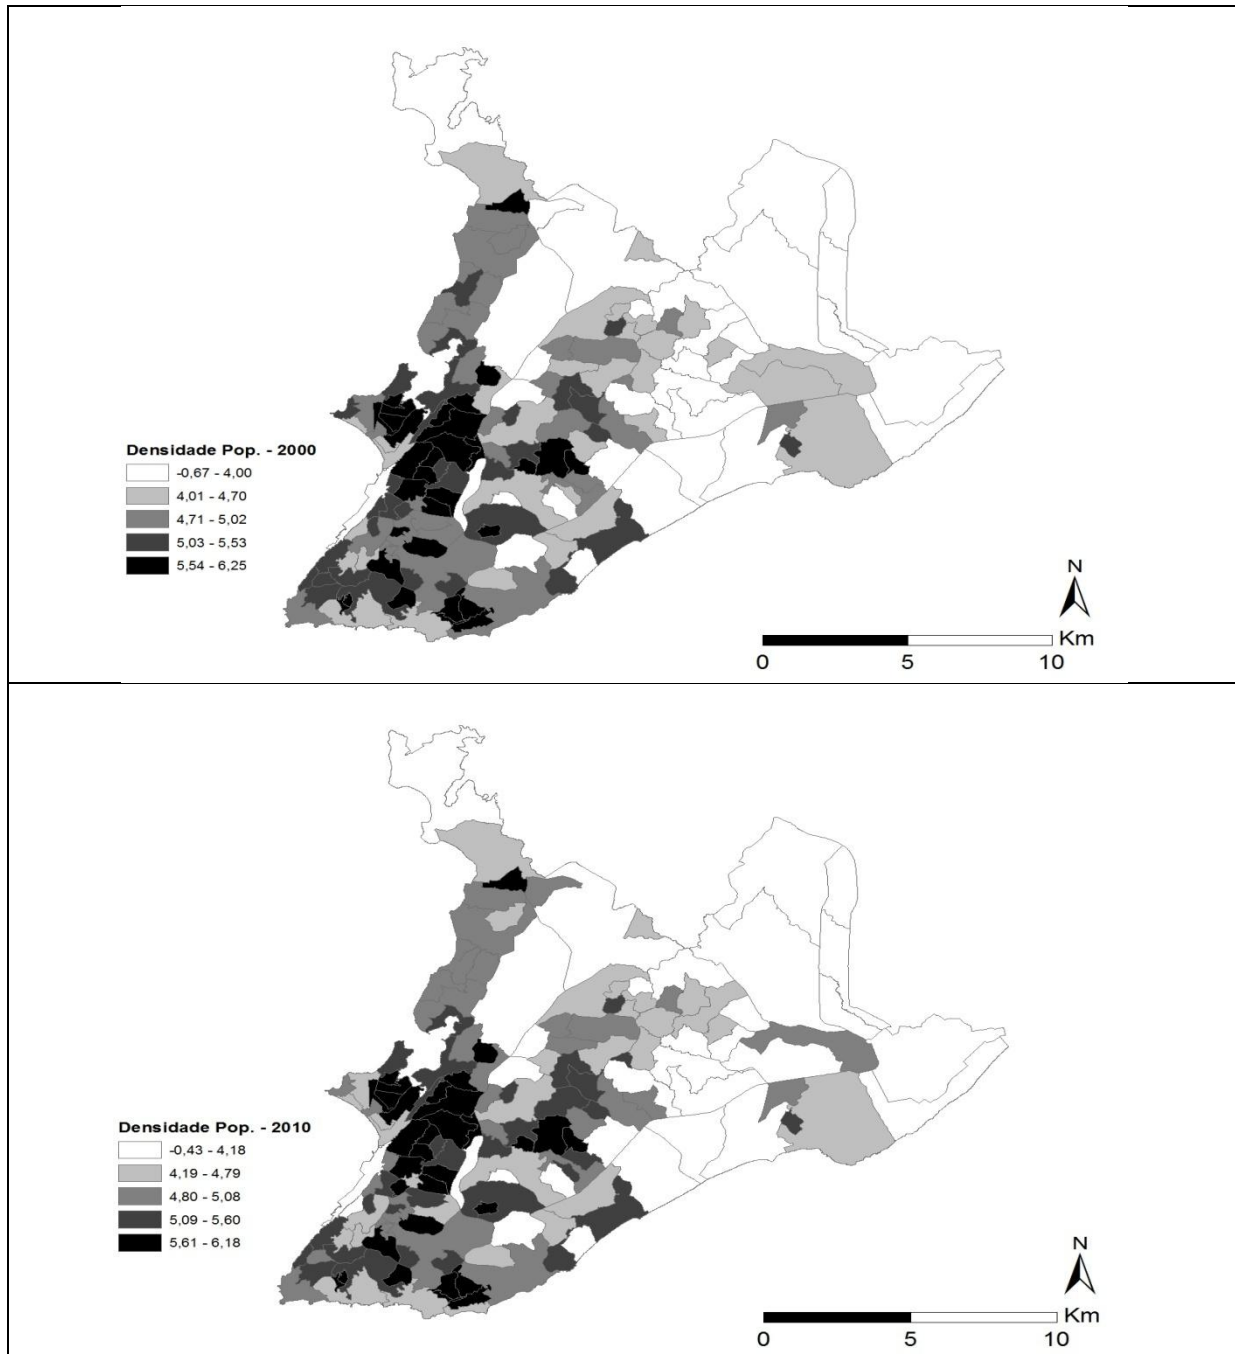 Densidade Pop. - 2000
-0,67 - 4,00
4,01 - 4,70
4,71 - 5,02
5,03 - 5,53
5,54 - 6,25
N
Km
0 5 10
Densidade Pop. - 2010
-0,43 - 4,18
4,19 - 4,79
4,80 - 5,08
5,09 - 5,60
5,61 - 6,18
N
Km
0 5 10